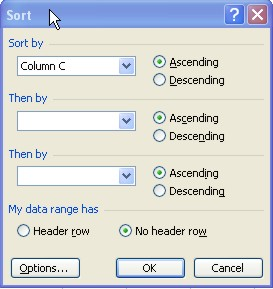 Sort
Sort by
Column C
Ascending
Descending
Then by
Ascending
Descending
Then by
Ascending
Descending
My data range has
Header row
No header row
Options...
OK
Cancel